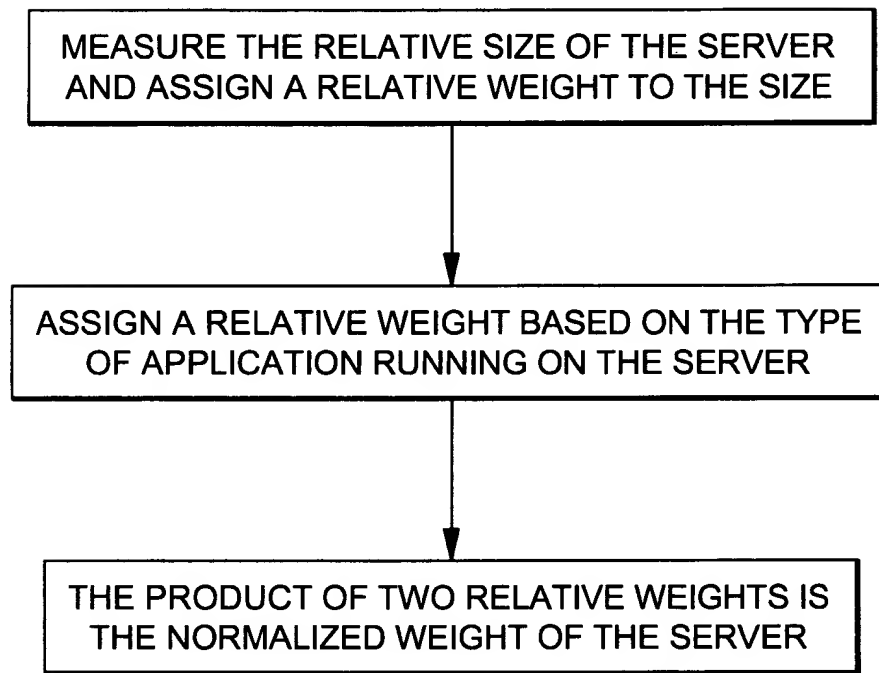 MEASURE THE RELATIVE SIZE OF THE SERVER
AND ASSIGN A RELATIVE WEIGHT TO THE SIZE
ASSIGN A RELATIVE WEIGHT BASED ON THE TYPE
OF APPLICATION RUNNING ON THE SERVER
THE PRODUCT OF TWO RELATIVE WEIGHTS IS
THE NORMALIZED WEIGHT OF THE SERVER